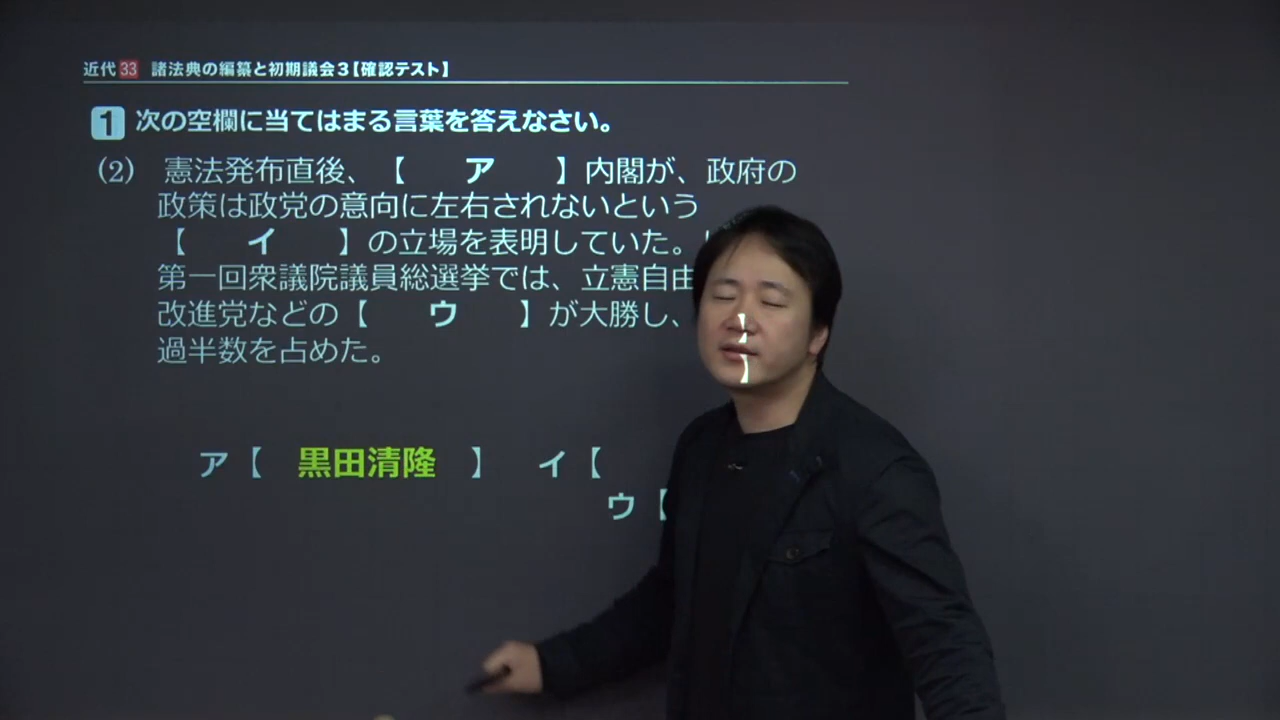 近代 33 諸法典の編纂と初期議会3【確認テスト】
1 次の空欄に当てはまる言葉を答えなさい。
(2) 憲法発布直後、【 ア 】内閣が、政府の
政策は政党の意向に左右されないという
【 イ 】の立場を表明していた。
第一回衆議院議員総選挙では、立憲自由
改進党などの【 ウ 】が大勝し、
過半数を占めた。
ア【 黒田清隆 】 イ【
ウ【